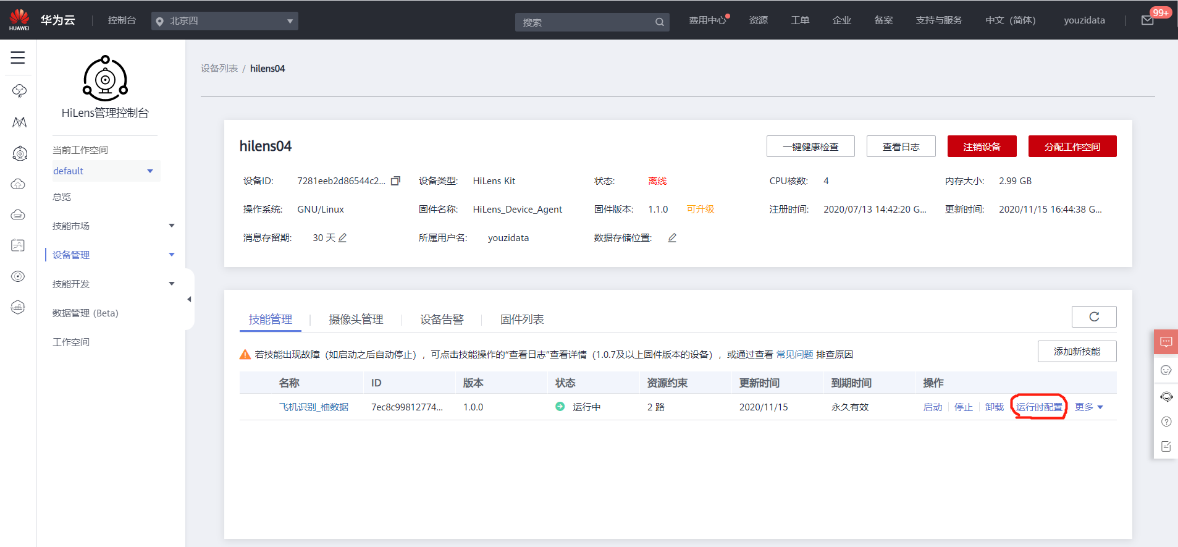 HUAWEI 华为云 控制台 北京四 搜索 费用中心 资源 工单 企业 备案 支持与服务 中文（简体） youzidata 99+
HiLens管理控制台
当前工作空间
default
总览
技能市场
设备管理
技能开发
数据管理 (Beta)
工作空间
设备列表 / hilens04
hilens04 一键健康检查 查看日志 注销设备 分配工作空间
设备ID: 7281eeb2d86544c2... 设备类型: HiLens Kit 状态: 离线 CPU核数: 4 内存大小: 2.99 GB
操作系统: GNU/Linux 固件名称: HiLens_Device_Agent 固件版本: 1.1.0 可升级 注册时间: 2020/07/13 14:42:20 G... 更新时间: 2020/11/15 16:44:38 G...
消息存留期: 30 天 所属用户名: youzidata 数据存储位置:
技能管理 摄像头管理 设备告警 固件列表
若技能出现故障（如启动之后自动停止），可点击技能操作的“查看日志”查看详情（1.0.7及以上固件版本的设备），或通过查看 常见问题 排查原因 添加新技能
名称 ID 版本 状态 资源约束 更新时间 到期时间 操作
飞机识别_柚数据 7ec8c99812774... 1.0.0 运行中 2 路 2020/11/15 永久有效 启动 停止 卸载 运行时配置 更多